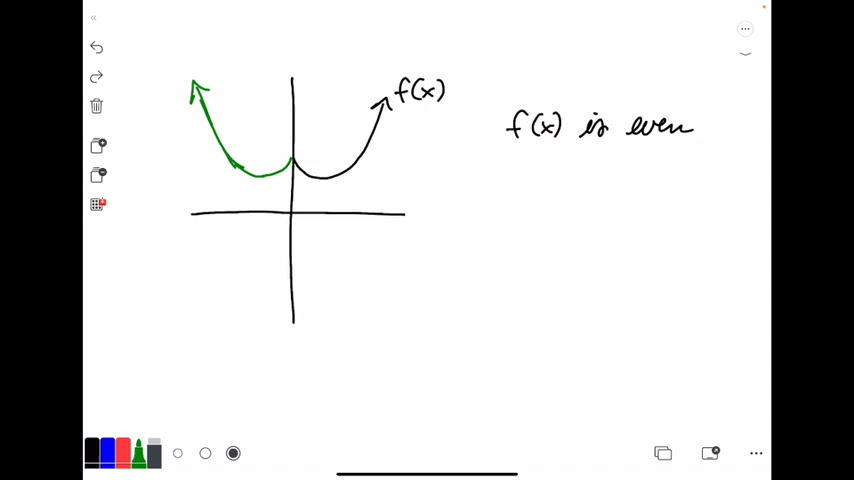 f(x)
f(x) is even